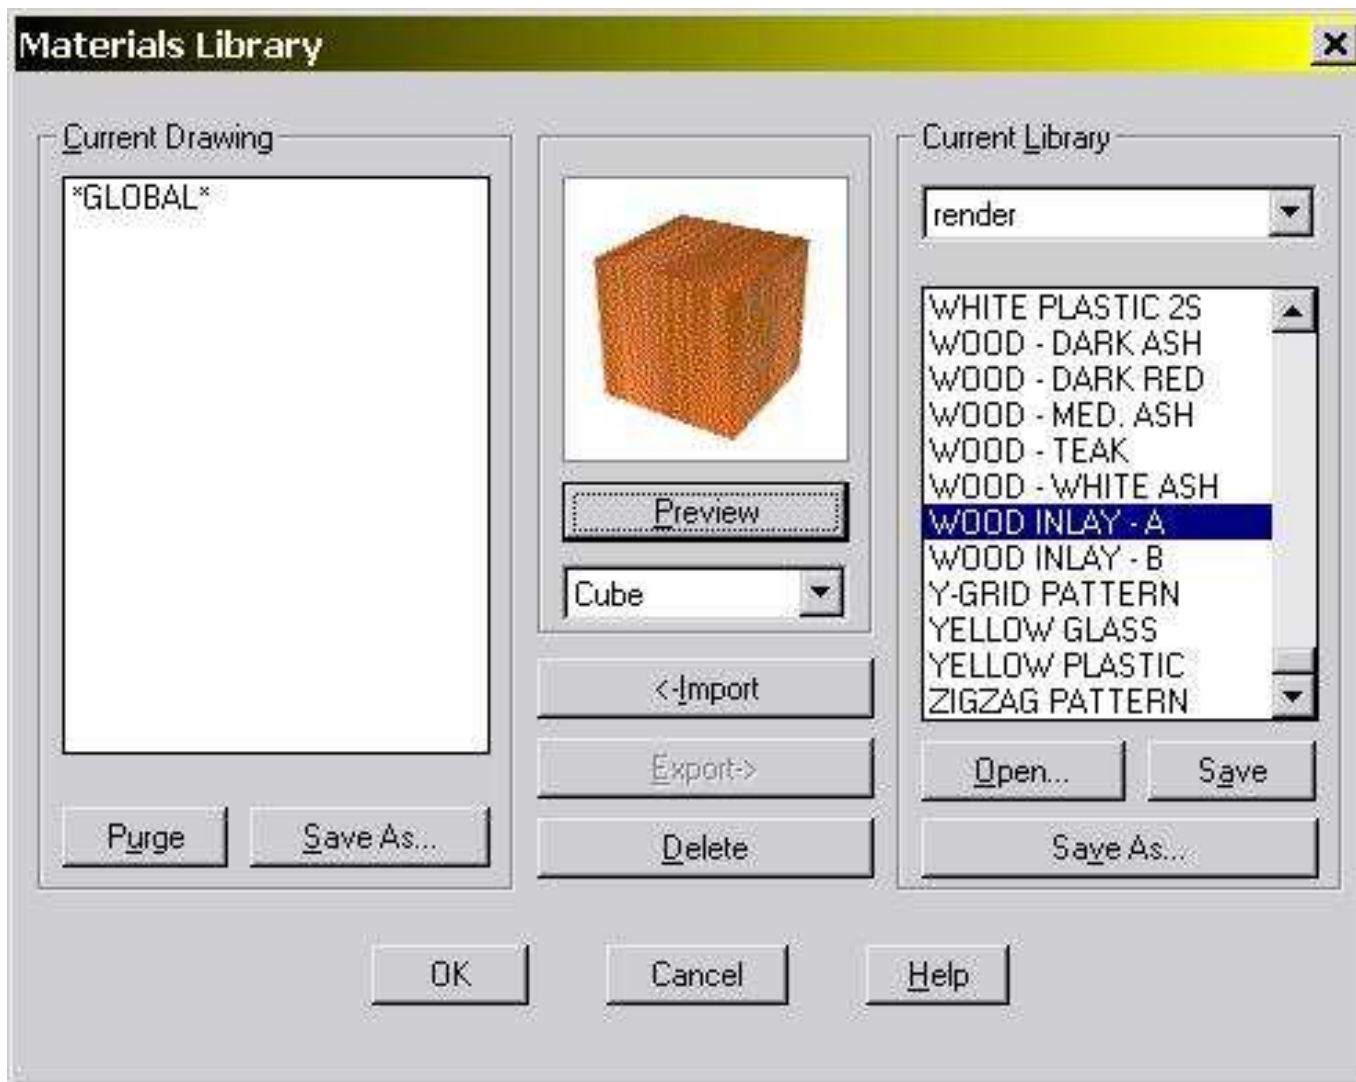 Materials Library
Current Drawing
*GLOBAL*
Purge
Save As...
Preview
Cube
<-Import
Export->
Delete
Current Library
render
WHITE PLASTIC 2S
WOOD - DARK ASH
WOOD - DARK RED
WOOD - MED. ASH
WOOD - TEAK
WOOD - WHITE ASH
WOOD INLAY - A
WOOD INLAY - B
Y-GRID PATTERN
YELLOW GLASS
YELLOW PLASTIC
ZIGZAG PATTERN
Open...
Save
Save As...
OK
Cancel
Help